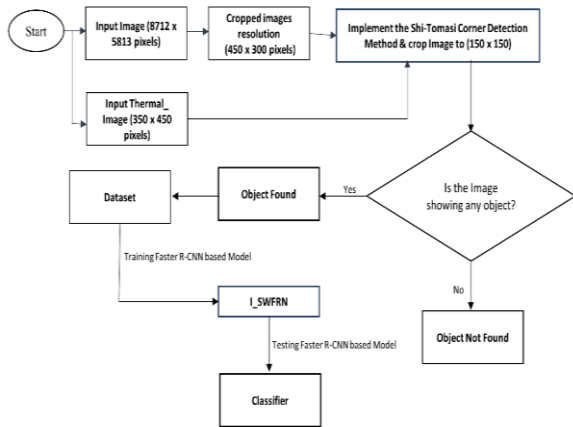 Start
Input Image (8712 x
5813 pixels)
Cropped images
resolution
(450 x 300 pixels)
Implement the Shi-Tomasi Corner Detection
Method & crop Image to (150 x 150)
Input Thermal_
Image (350 x 450
pixels)
Is the Image
showing any object?
Yes
Object Found
Dataset
No
Object Not Found
Training Faster R-CNN based Model
I_SWFRN
Testing Faster R-CNN based Model
Classifier